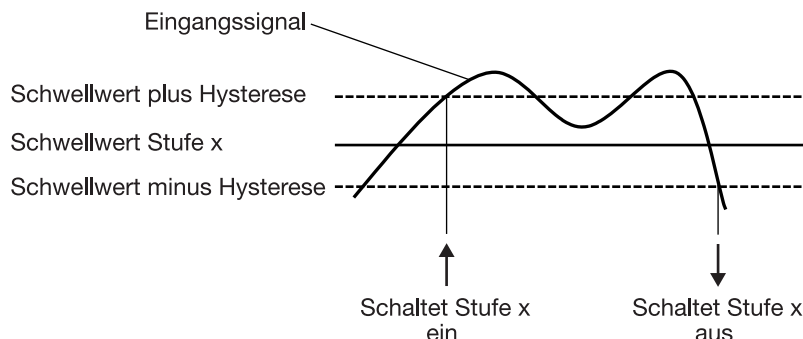 Eingangssignal
Schwellwert plus Hysterese
Schwellwert Stufe x
Schwellwert minus Hysterese
Schaltet Stufe x
ein
Schaltet Stufe x
aus